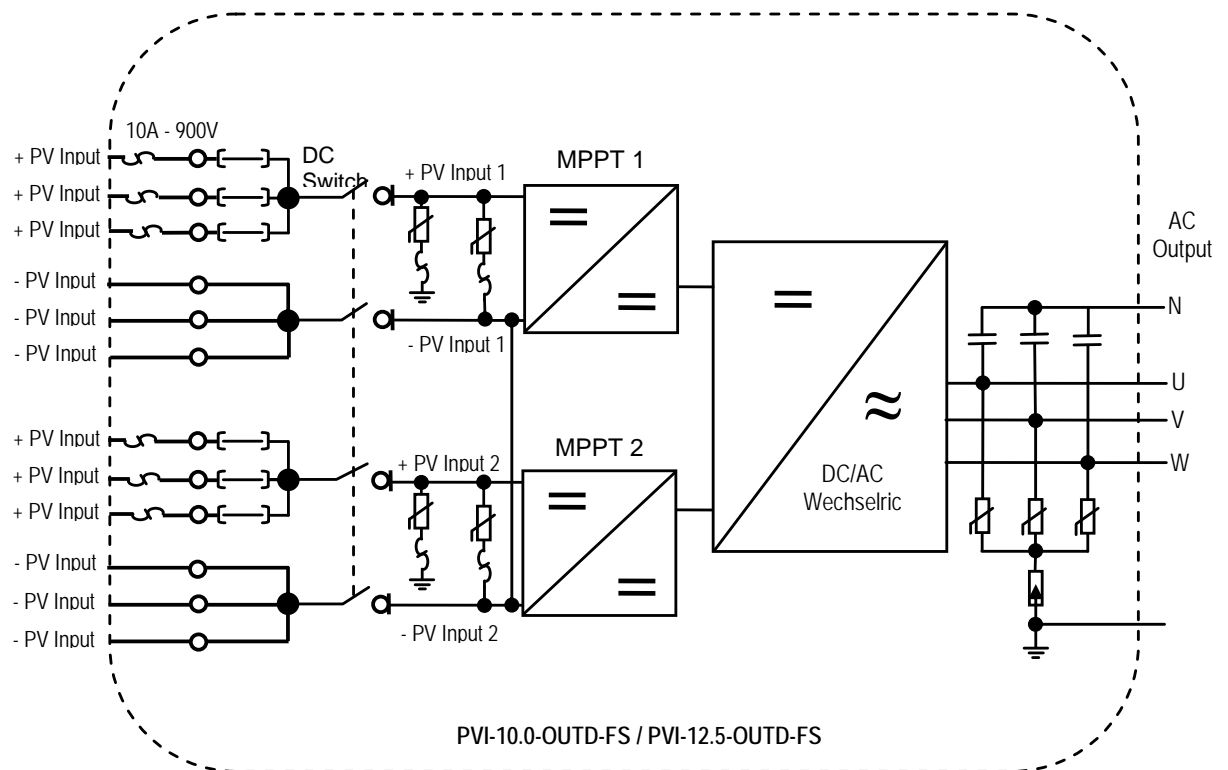 10A - 900V
+ PV Input
+ PV Input
+ PV Input
- PV Input
- PV Input
- PV Input
DC
Switch
+ PV Input 1
- PV Input 1
MPPT 1
+ PV Input
+ PV Input
+ PV Input
- PV Input
- PV Input
- PV Input
+ PV Input 2
- PV Input 2
MPPT 2
DC/AC
Wechselric
AC
Output
N
U
V
W
PVI-10.0-OUTD-FS / PVI-12.5-OUTD-FS